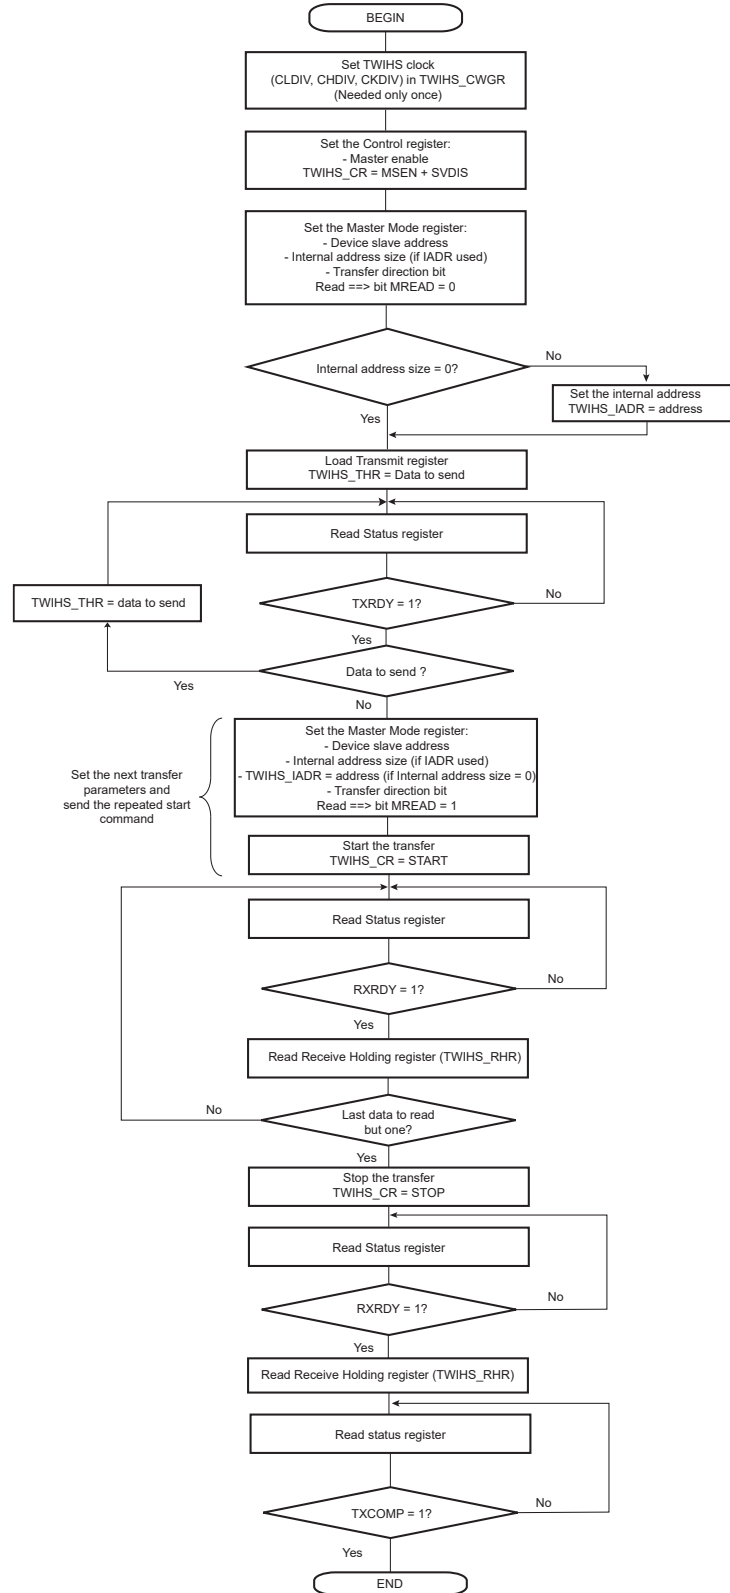 BEGIN
Set TWIHS clock
(CLDIV, CHDIV, CKDIV) in TWIHS_CWGR
(Needed only once)
Set the Control register:
- Master enable
TWIHS_CR = MSEN + SVDIS
Set the Master Mode register:
- Device slave address
- Internal address size (if IADR used)
- Transfer direction bit
Read ==> bit MREAD = 0
Internal address size = 0?
No
Set the internal address
TWIHS_IADR = address
Yes
Load Transmit register
TWIHS_THR = Data to send
Read Status register
TWIHS_THR = data to send
TXRDY = 1?
No
Yes
Data to send ?
Yes
No
Set the next transfer
parameters and
send the repeated start
command
Set the Master Mode register:
- Device slave address
- Internal address size (if IADR used)
- TWIHS_IADR = address (if Internal address size = 0)
- Transfer direction bit
Read ==> bit MREAD = 1
Start the transfer
TWIHS_CR = START
Read Status register
RXRDY = 1?
No
Yes
Read Receive Holding register (TWIHS_RHR)
No
Last data to read
but one?
Yes
Stop the transfer
TWIHS_CR = STOP
Read Status register
RXRDY = 1?
No
Yes
Read Receive Holding register (TWIHS_RHR)
Read status register
TXCOMP = 1?
No
Yes
END